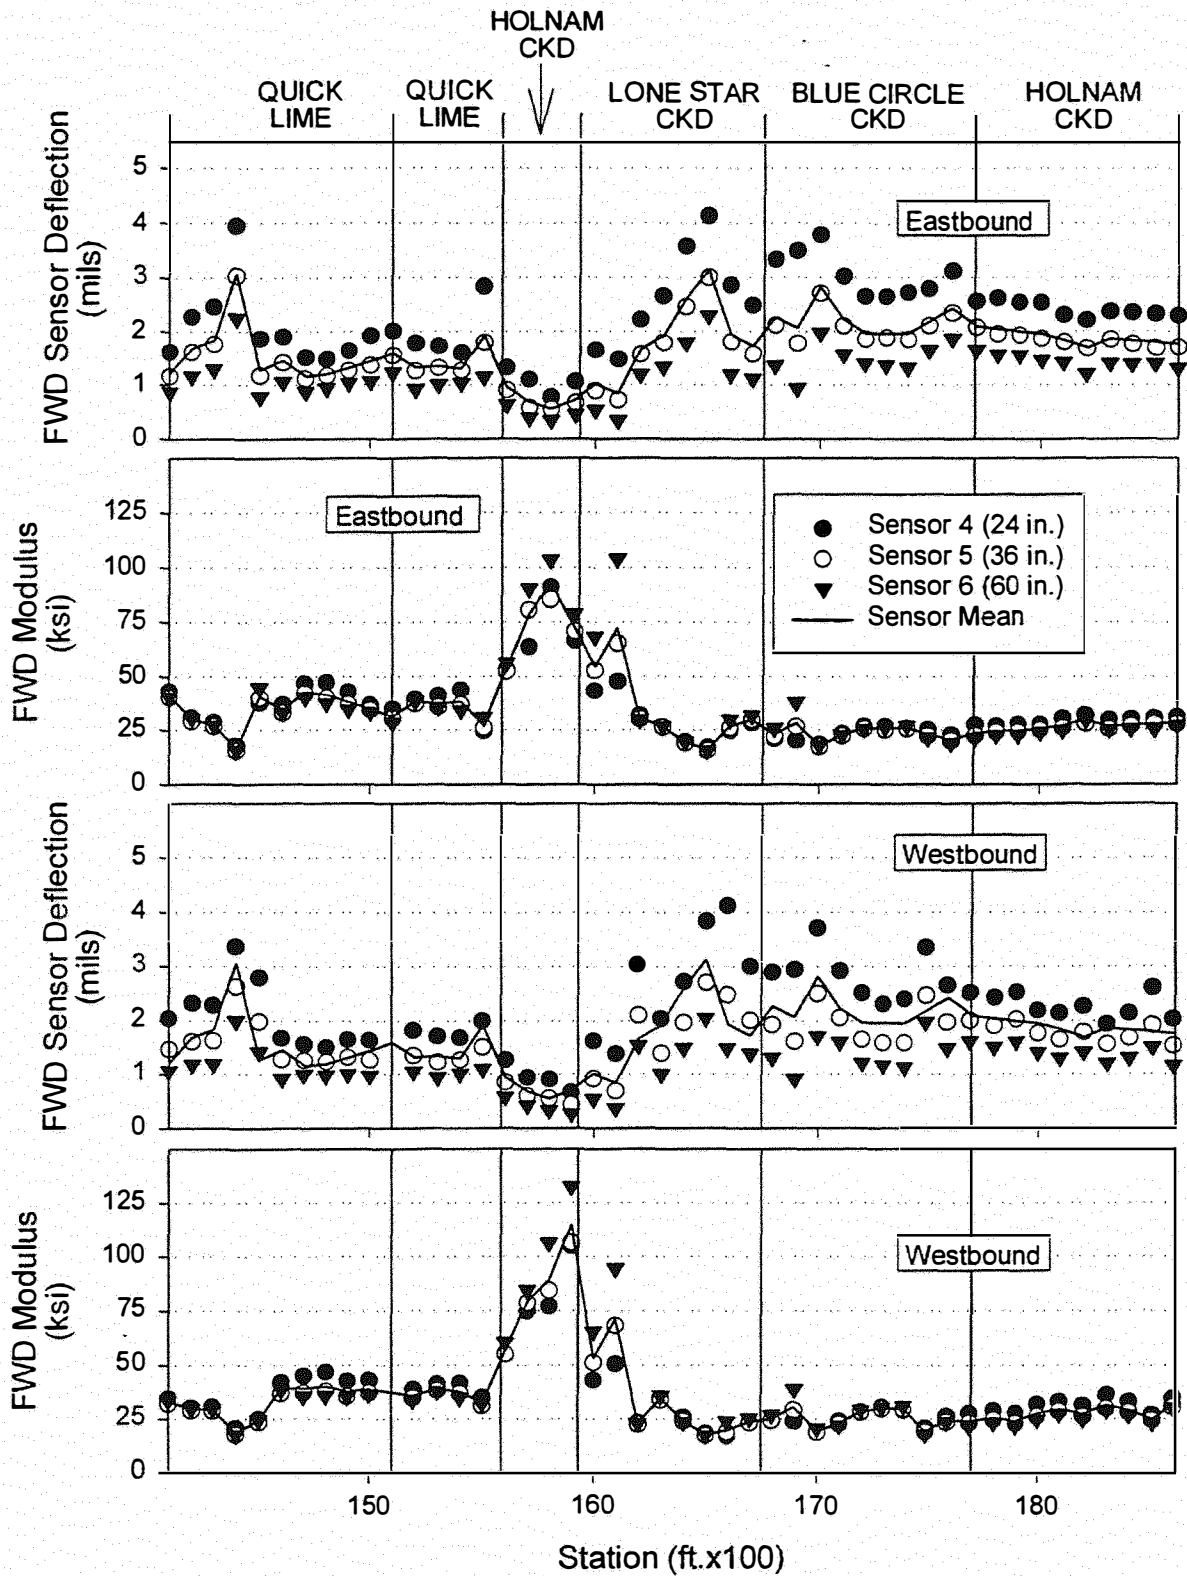 HOLNAM
CKD
QUICK
LIME
QUICK
LIME
LONE STAR
CKD
BLUE CIRCLE
CKD
HOLNAM
CKD
FWD Sensor Deflection
(mils)
5
4
3
2
1
0
Eastbound
FWD Modulus
(ksi)
125
100
75
50
25
0
Eastbound
Sensor 4 (24 in.)
Sensor 5 (36 in.)
Sensor 6 (60 in.)
Sensor Mean
FWD Sensor Deflection
(mils)
5
4
3
2
1
0
Westbound
FWD Modulus
(ksi)
125
100
75
50
25
0
Westbound
150 160 170 180
Station (ft.x100)